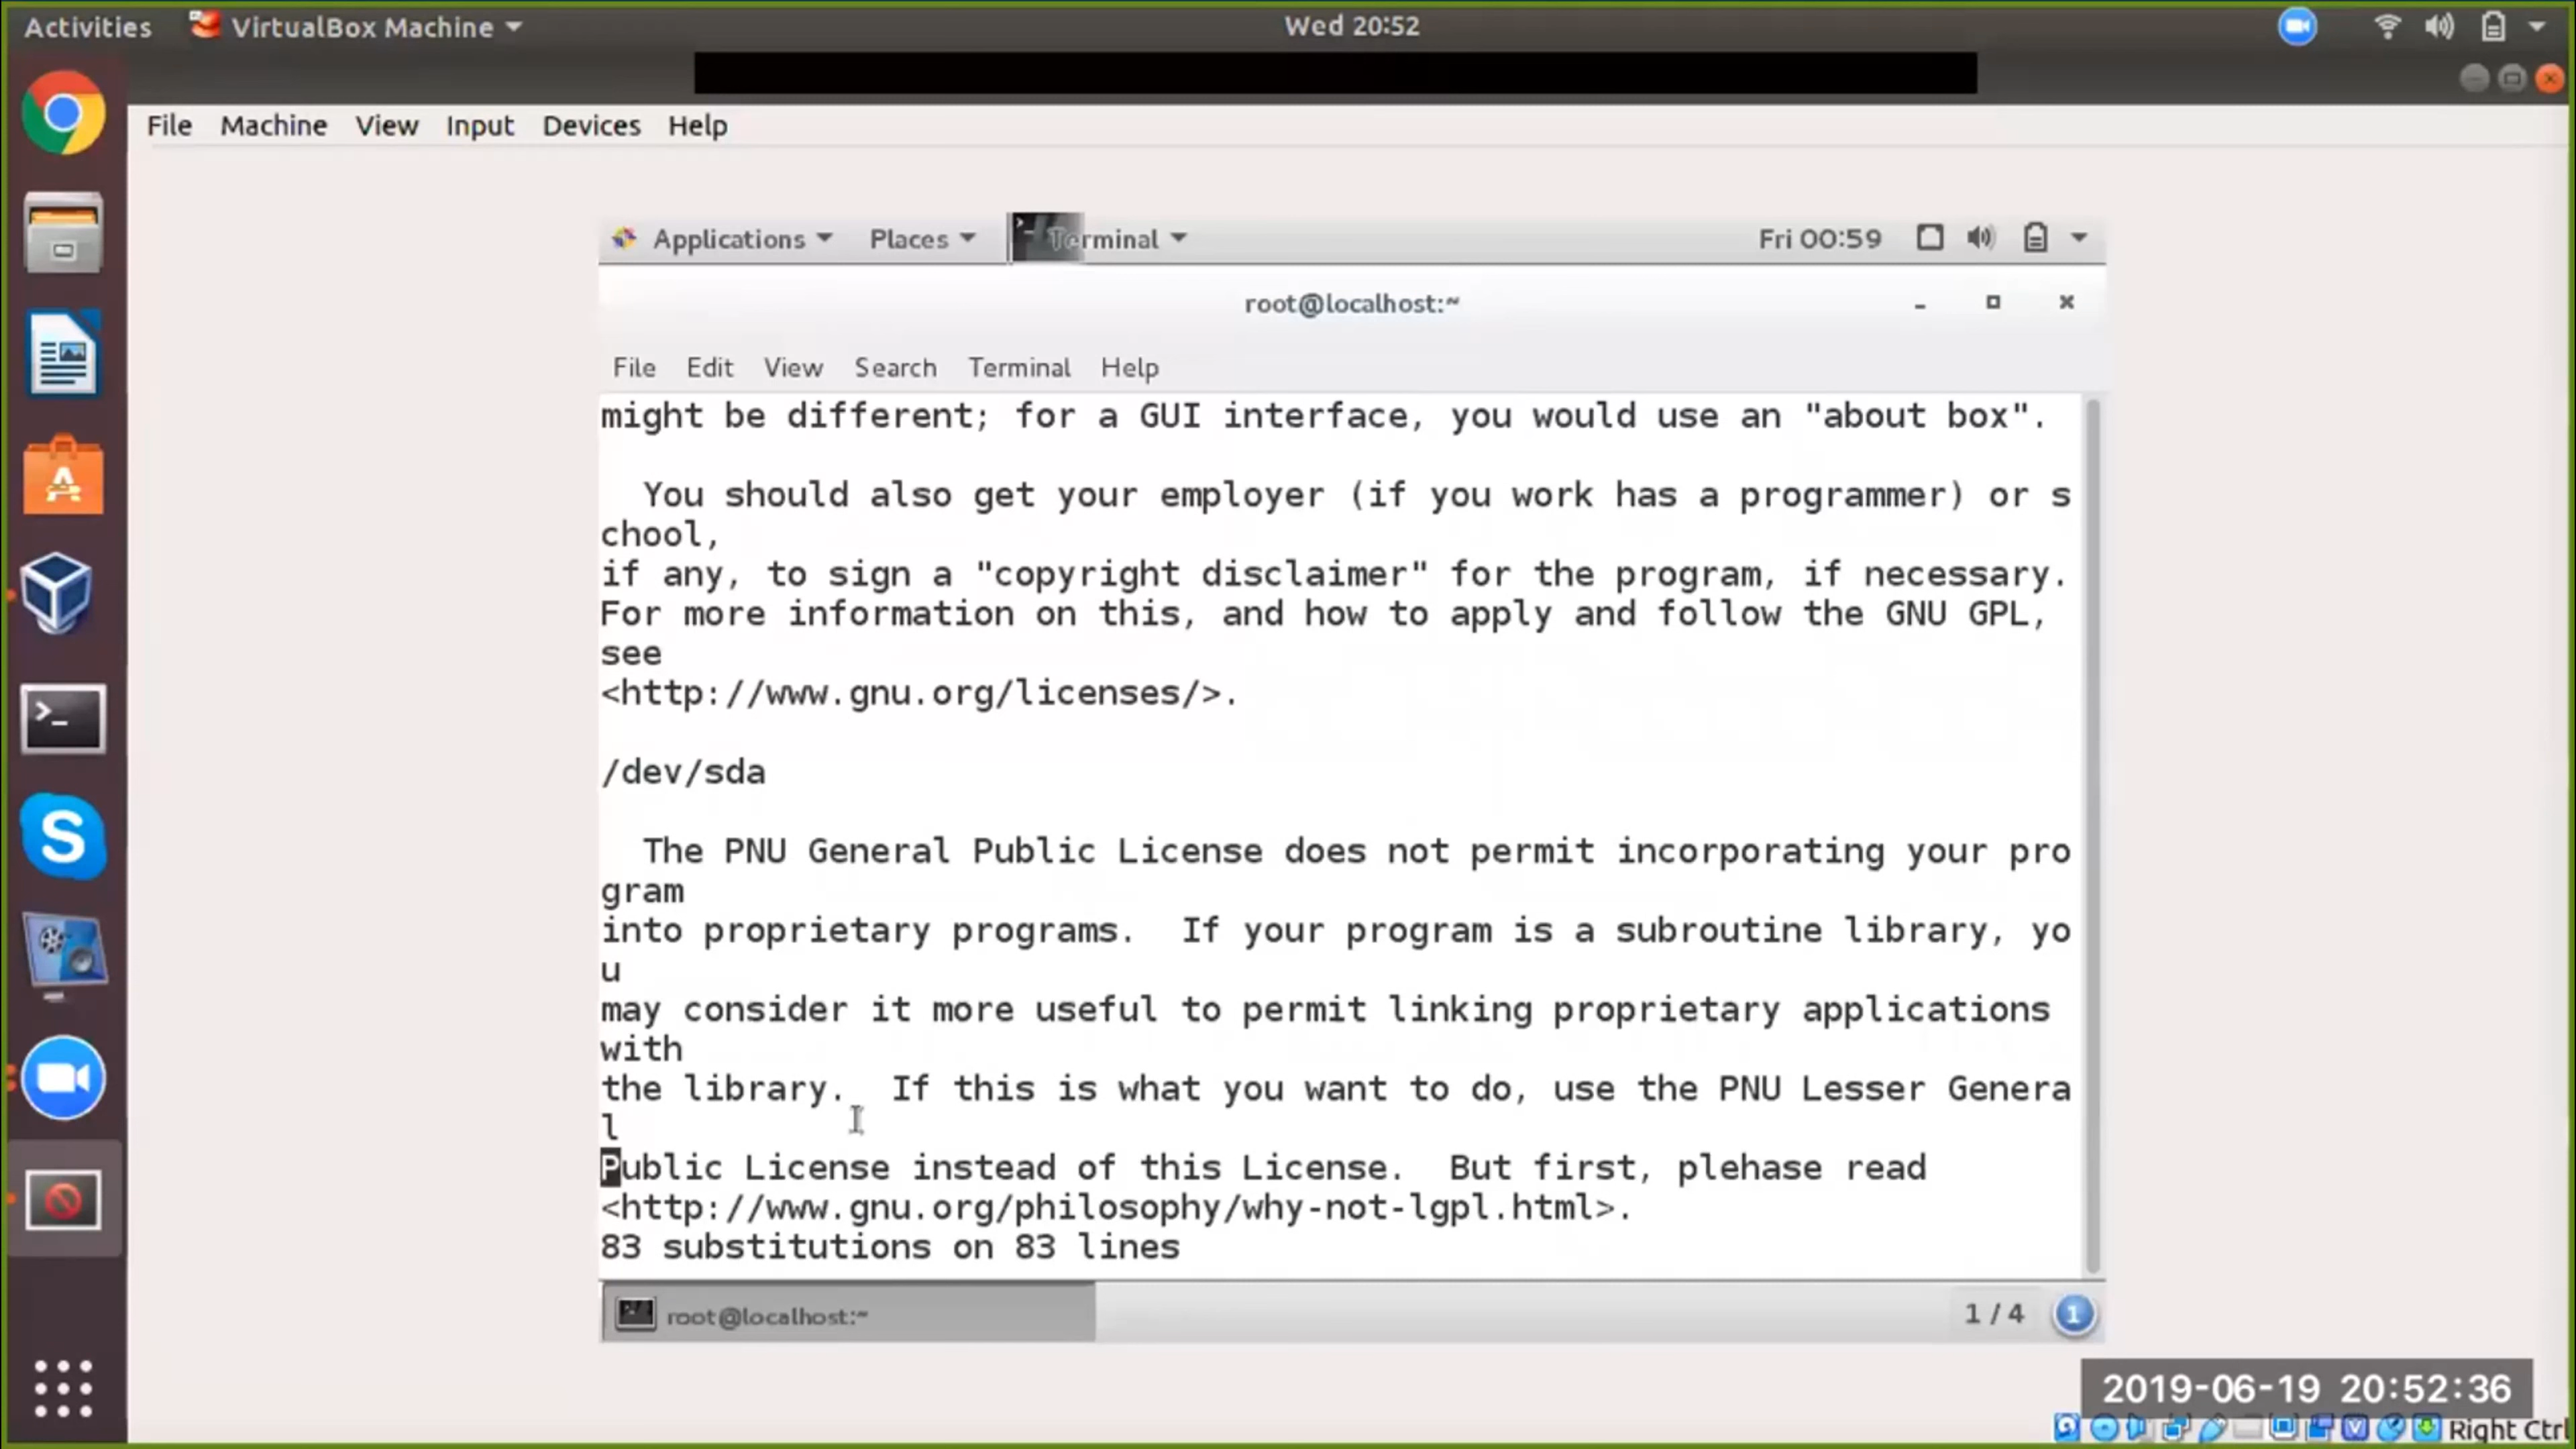 Activities VirtualBox Machine Wed 20:52
File Machine View Input Devices Help
Applications Places Terminal Fri 00:59
root@localhost:~
File Edit View Search Terminal Help
might be different; for a GUI interface, you would use an "about box".
You should also get your employer (if you work has a programmer) or s
chool,
if any, to sign a "copyright disclaimer" for the program, if necessary.
For more information on this, and how to apply and follow the GNU GPL,
see
<http://www.gnu.org/licenses/>.
/dev/sda
The PNU General Public License does not permit incorporating your pro
gram
into proprietary programs.  If your program is a subroutine library, yo
u
may consider it more useful to permit linking proprietary applications
with
the library.  If this is what you want to do, use the PNU Lesser Genera
l
Public License instead of this License.  But first, plehase read
<http://www.gnu.org/philosophy/why-not-lgpl.html>.
83 substitutions on 83 lines
root@localhost:~ 1 / 4 1
2019-06-19 20:52:36
Right Ctrl